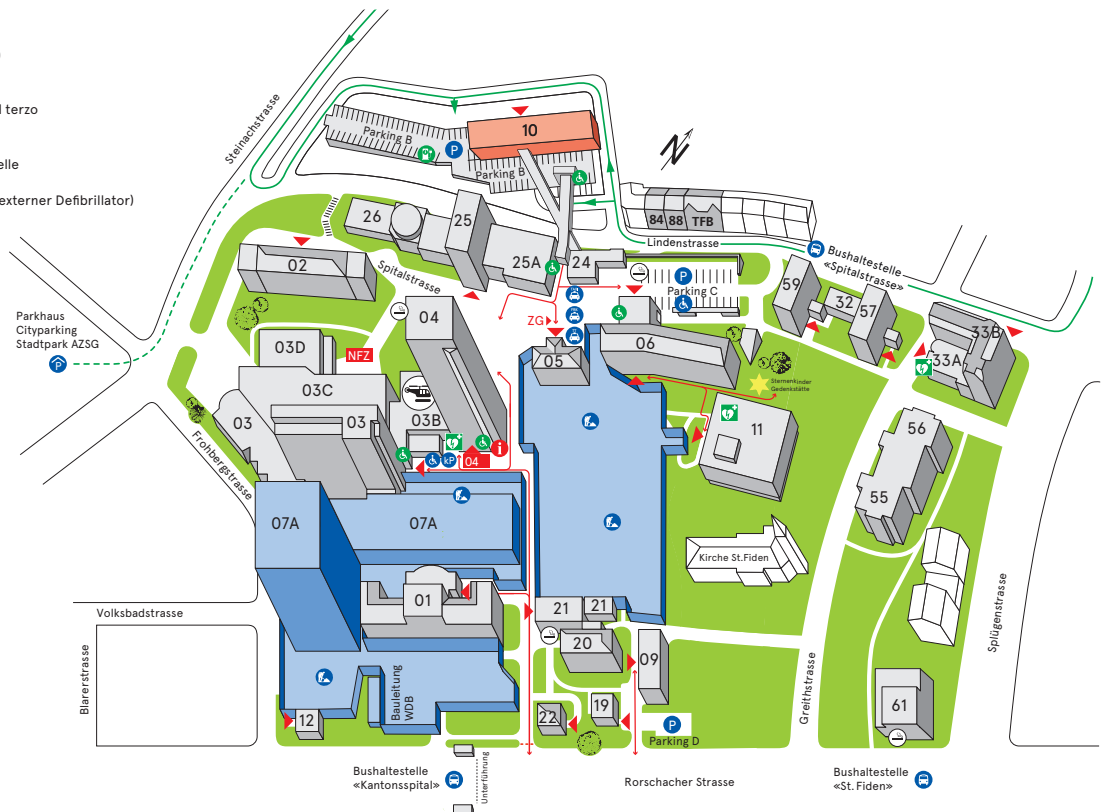 l terzo
elle
externer Defibrillator)
Steinachstrasse
Parking B
P
10
Parking B
N
84 88 TFB
Lindenstrasse
Bushaltestelle
«Spitalstrasse»
26
25
25A
24
02
Spitalstrasse
P
Parking C
59
32
57
33B
33A
ZG
Parkhaus
Cityparking
Stadtpark AZSG
P
04
03D
NFZ
05
06
Sternenkinder
Gedenkstätte
03C
03
03
03B
kP
04
i
11
56
55
Frohbergstrasse
07A
07A
Kirche St.Fiden
01
21
21
20
09
Volksbadstrasse
Blarerstrasse
Bauleitung
WDB
12
22
19
P
Parking D
Greithstrasse
Splügenstrasse
61
Bushaltestelle
«Kantonsspital»
Unterführung
Rorschacher Strasse
Bushaltestelle
«St. Fiden»